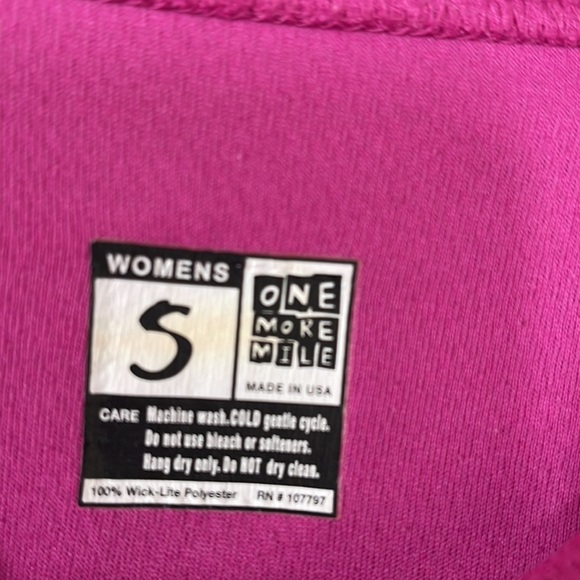 WOMENS
S
ONE
MORE
MILE
MADE IN USA
CARE Machine wash.COLD gentle cycle.
Do not use bleach or softeners.
Hang dry only. Do NOT dry clean.
100% Wick-Lite Polyester RN # 107797